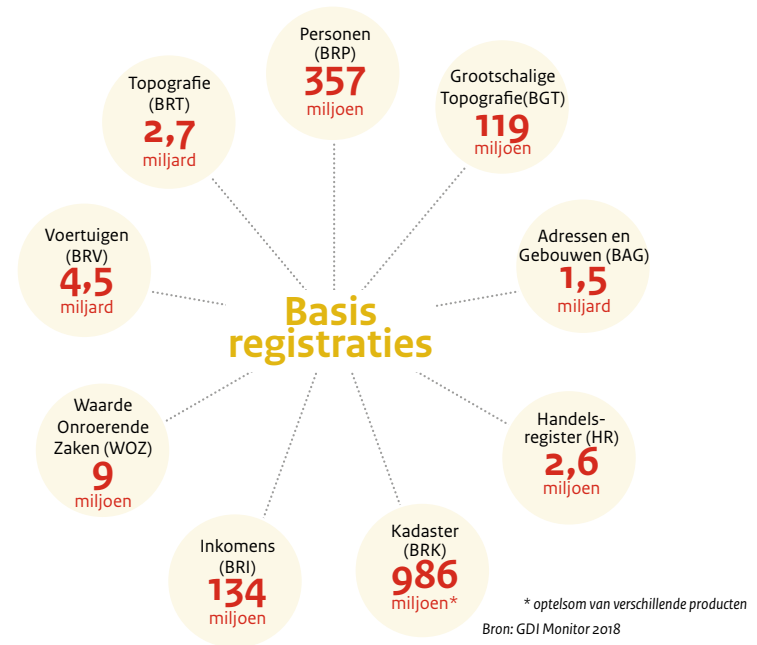 Personen
(BRP)
357
miljoen
Grootschalige
Topografie(BGT)
119
miljoen
Adressen en
Gebouwen (BAG)
1,5
miljard
Handels-
register (HR)
2,6
miljoen
Kadaster
(BRK)
986
miljoen*
Inkomens
(BRI)
134
miljoen
Waarde
Onroerende
Zaken (WOZ)
9
miljoen
Voertuigen
(BRV)
4,5
miljard
Topografie
(BRT)
2,7
miljard
Basis
registraties
* optelsom van verschillende producten
Bron: GDI Monitor 2018